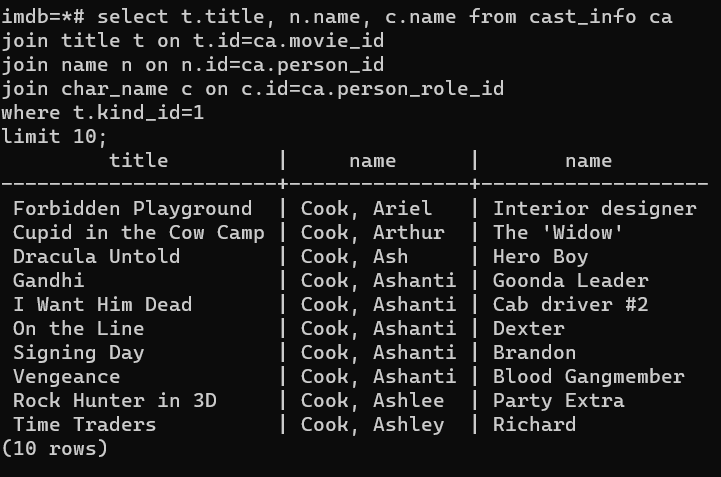 imdb=*# select t.title, n.name, c.name from cast_info ca
join title t on t.id=ca.movie_id
join name n on n.id=ca.person_id
join char_name c on c.id=ca.person_role_id
where t.kind_id=1
limit 10;
         title         |     name      |       name
-----------------------+---------------+-------------------
 Forbidden Playground  | Cook, Ariel   | Interior designer
 Cupid in the Cow Camp | Cook, Arthur  | The 'Widow'
 Dracula Untold        | Cook, Ash     | Hero Boy
 Gandhi                | Cook, Ashanti | Goonda Leader
 I Want Him Dead       | Cook, Ashanti | Cab driver #2
 On the Line           | Cook, Ashanti | Dexter
 Signing Day           | Cook, Ashanti | Brandon
 Vengeance             | Cook, Ashanti | Blood Gangmember
 Rock Hunter in 3D     | Cook, Ashlee  | Party Extra
 Time Traders          | Cook, Ashley  | Richard
(10 rows)